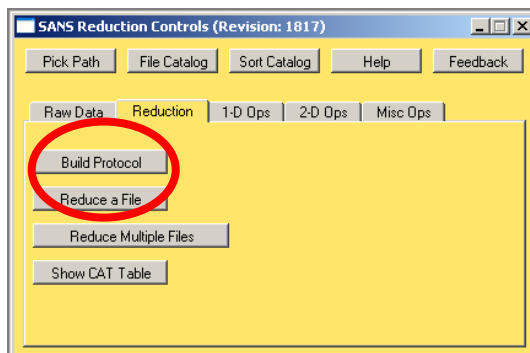 SANS Reduction Controls (Revision: 1817)
Pick Path File Catalog Sort Catalog Help Feedback
Raw Data Reduction 1-D Ops 2-D Ops Misc Ops
Build Protocol
Reduce a File
Reduce Multiple Files
Show CAT Table